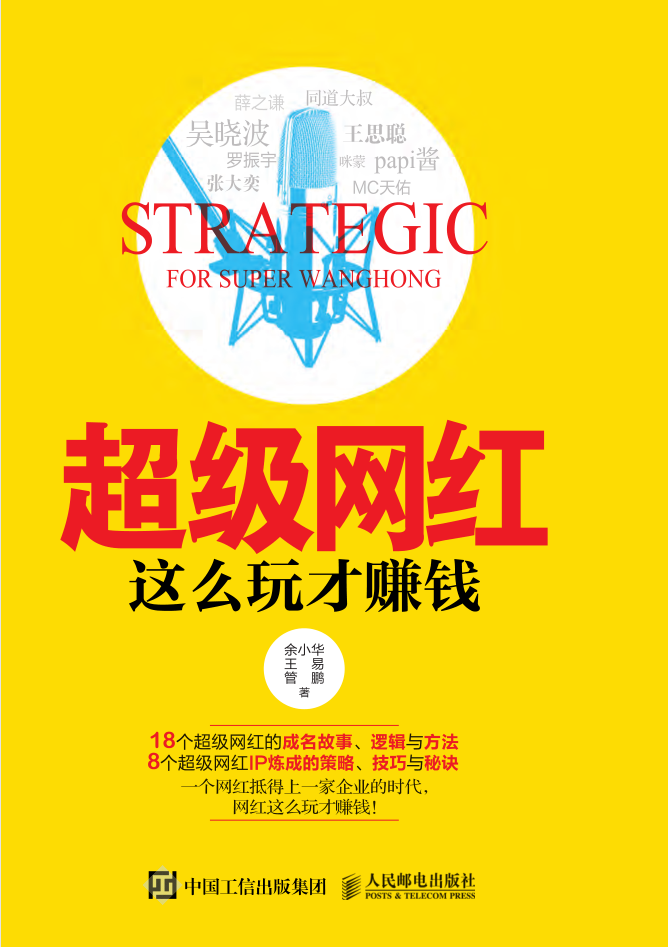 薛之谦 同道大叔
吴晓波 王思聪
罗振宇 咪蒙 papi酱
张大奕 MC天佑
STRATEGIC
FOR SUPER WANGHONG
超级网红
这么玩才赚钱
余小华
王易
管鹏
著
18个超级网红的成名故事、逻辑与方法
8个超级网红IP炼成的策略、技巧与秘诀
一个网红抵得上一家企业的时代，
网红这么玩才赚钱！
中国工信出版集团 人民邮电出版社
POSTS & TELECOM PRESS